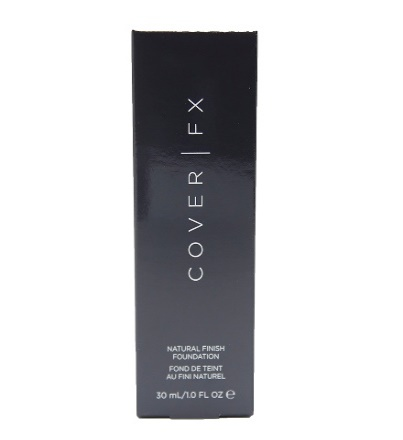 COVER | FX
NATURAL FINISH
FOUNDATION
FOND DE TEINT
AU FINI NATUREL
30 mL/1.0 FL OZ ℮